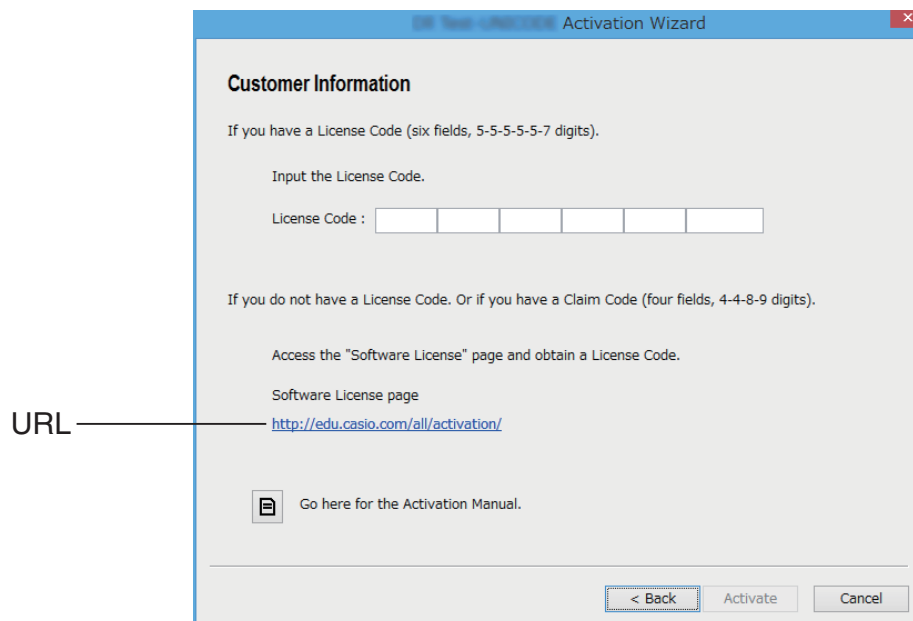 Activation Wizard
Customer Information
If you have a License Code (six fields, 5-5-5-5-5-7 digits).
Input the License Code.
License Code :
If you do not have a License Code. Or if you have a Claim Code (four fields, 4-4-8-9 digits).
Access the "Software License" page and obtain a License Code.
Software License page
URL
http://edu.casio.com/all/activation/
Go here for the Activation Manual.
< Back Activate Cancel